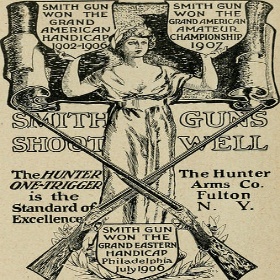 SMITH GUN
WON THE
GRAND
AMERICAN
HANDICAP
1902-1906
SMITH GUN
WON THE
GRAND AMERICAN
AMATEUR
CHAMPIONSHIP
1907.
SMITH GUNS
SHOOT WELL
The HUNTER
ONE-TRIGGER
is the
Standard of
Excellence
The Hunter
Arms Co.
Fulton
N. Y.
SMITH GUN
WON THE
GRAND EASTERN
HANDICAP
Philadelphia
July 1906